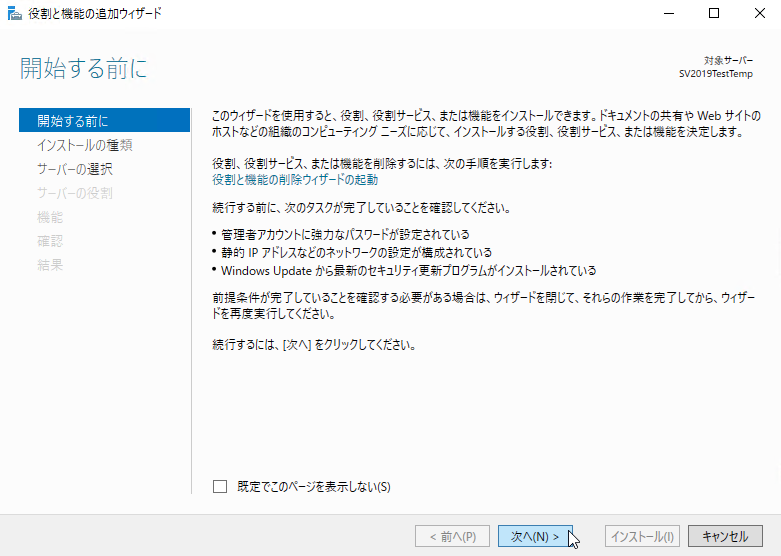 役割と機能の追加ウィザード
開始する前に
対象サーバー
SV2019TestTemp
開始する前に
インストールの種類
サーバーの選択
サーバーの役割
機能
確認
結果
このウィザードを使用すると、役割、役割サービス、または機能をインストールできます。ドキュメントの共有や Web サイトの
ホストなどの組織のコンピューティング ニーズに応じて、インストールする役割、役割サービス、または機能を決定します。
役割、役割サービス、または機能を削除するには、次の手順を実行します:
役割と機能の削除ウィザードの起動
続行する前に、次のタスクが完了していることを確認してください。
• 管理者アカウントに強力なパスワードが設定されている
• 静的 IP アドレスなどのネットワークの設定が構成されている
• Windows Update から最新のセキュリティ更新プログラムがインストールされている
前提条件が完了していることを確認する必要がある場合は、ウィザードを閉じて、それらの作業を完了してから、ウィザー
ドを再度実行してください。
続行するには、[次へ] をクリックしてください。
既定でこのページを表示しない(S)
< 前へ(P)
次へ(N) >
インストール(I)
キャンセル